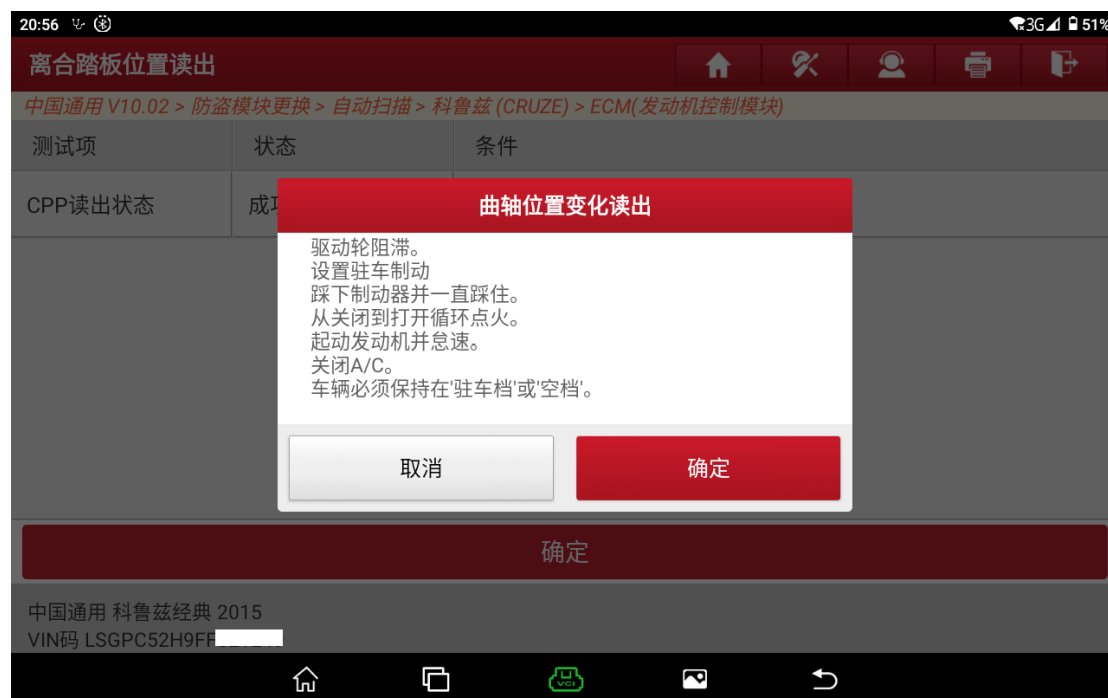 20:56 3G 51%
离合踏板位置读出
中国通用 V10.02 > 防盗模块更换 > 自动扫描 > 科鲁兹 (CRUZE) > ECM(发动机控制模块)
测试项 状态 条件
CPP读出状态
曲轴位置变化读出
驱动轮阻滞。
设置驻车制动
踩下制动器并一直踩住。
从关闭到打开循环点火。
起动发动机并怠速。
关闭A/C。
车辆必须保持在'驻车档'或'空档'。
取消 确定
确定
中国通用 科鲁兹经典 2015
VIN码 LSGPC52H9FF
VCI